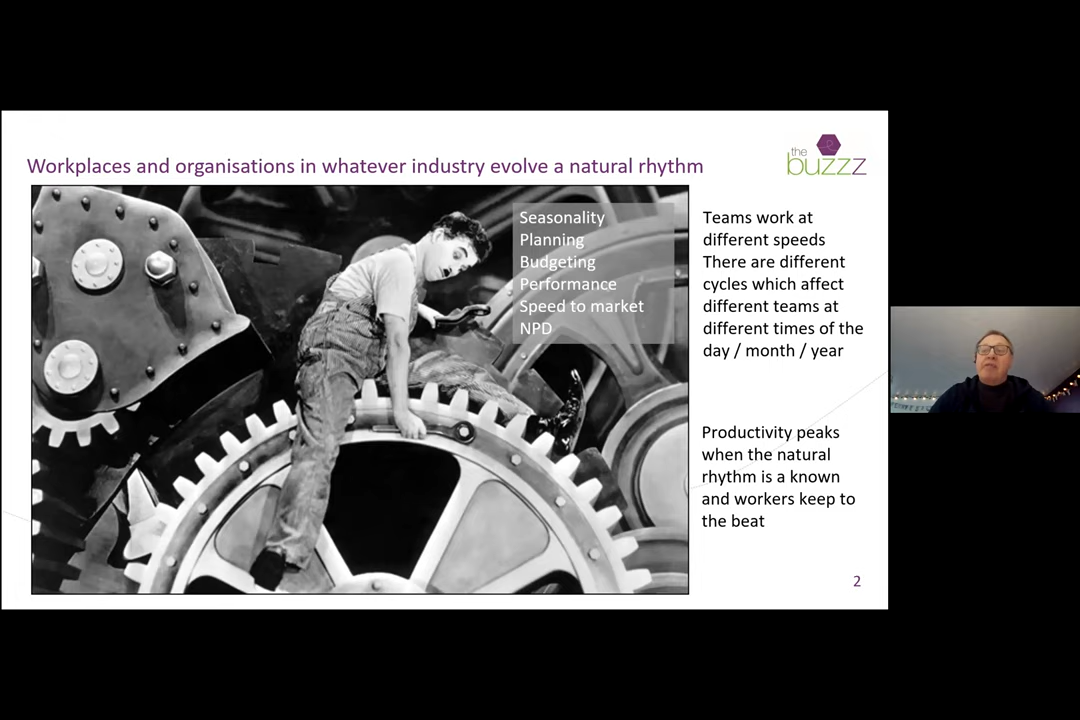 Workplaces and organisations in whatever industry evolve a natural rhythm
the
buzzz
Seasonality
Planning
Budgeting
Performance
Speed to market
NPD
Teams work at
different speeds
There are different
cycles which affect
different teams at
different times of the
day / month / year
Productivity peaks
when the natural
rhythm is a known
and workers keep to
the beat
2